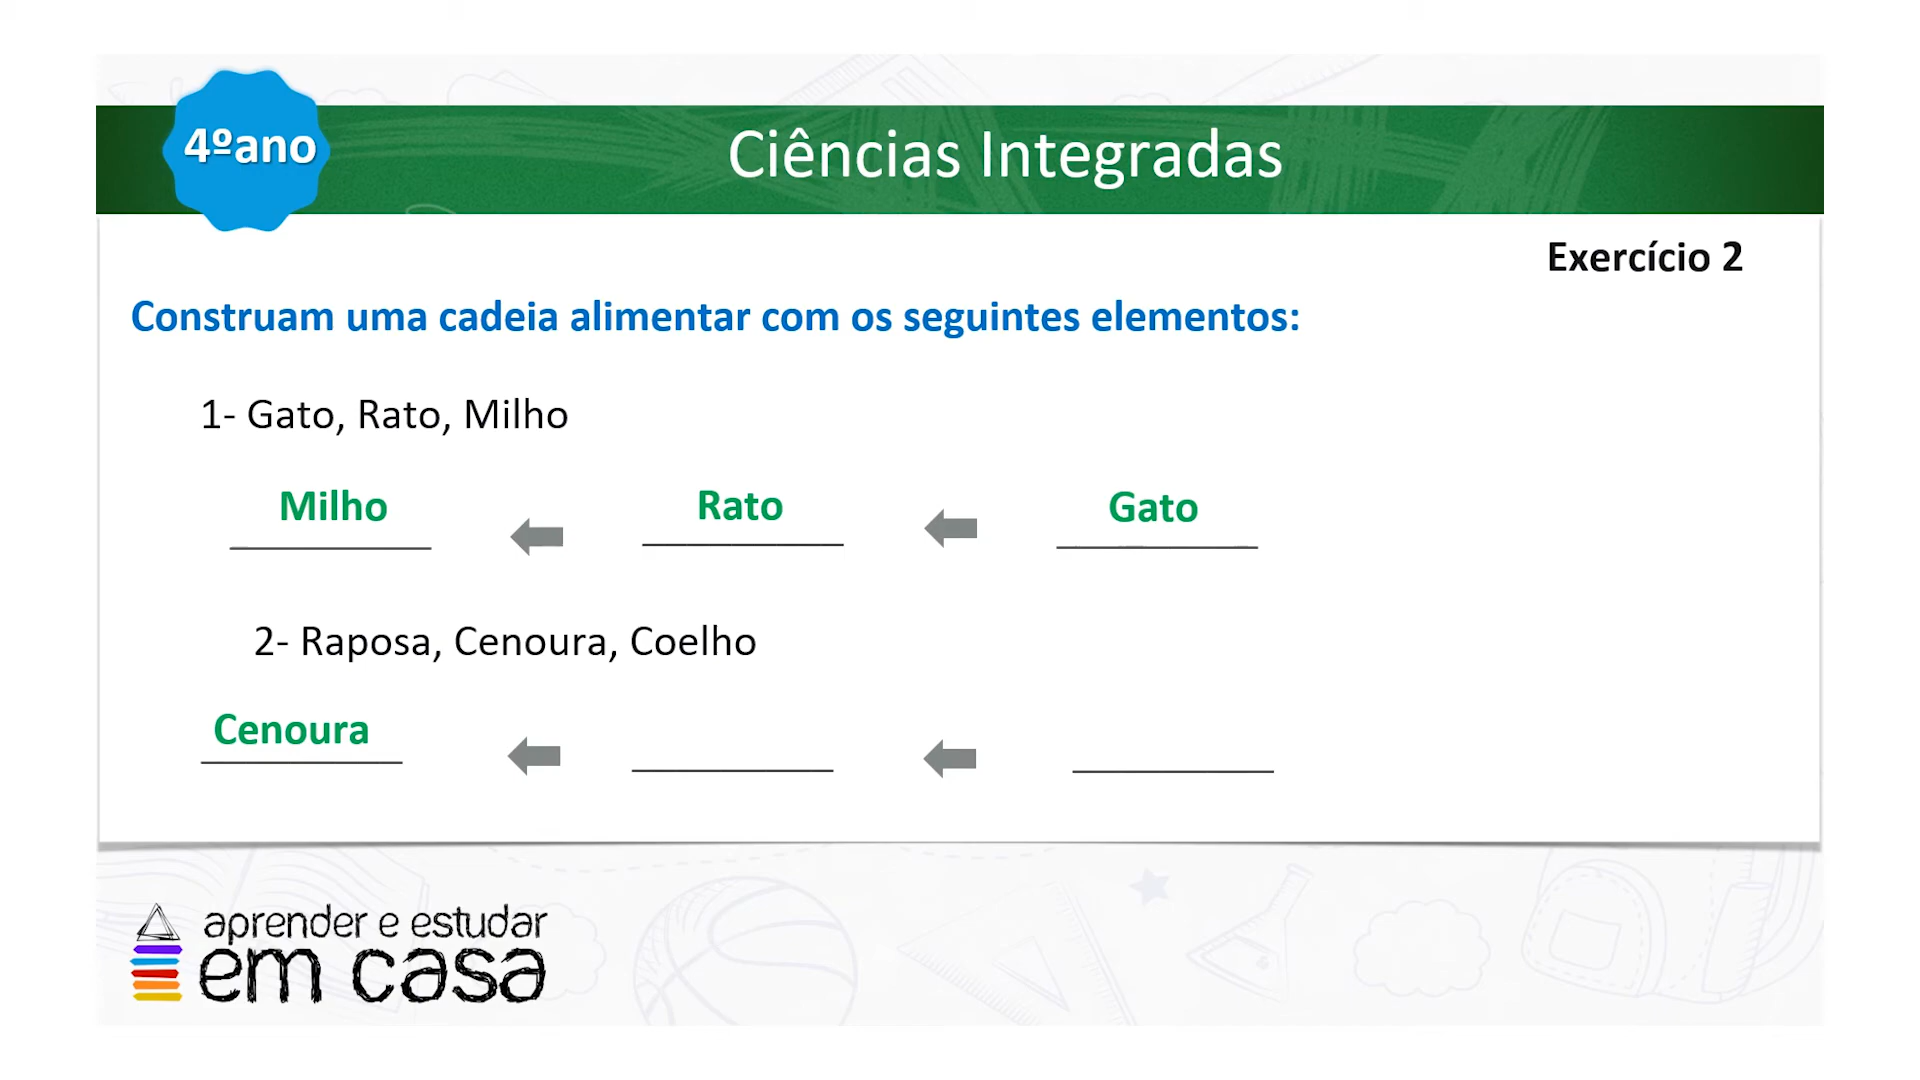 4ºano
Ciências Integradas
Exercício 2
Construam uma cadeia alimentar com os seguintes elementos:
1- Gato, Rato, Milho
Milho Rato Gato
2- Raposa, Cenoura, Coelho
Cenoura
aprender e estudar
em casa